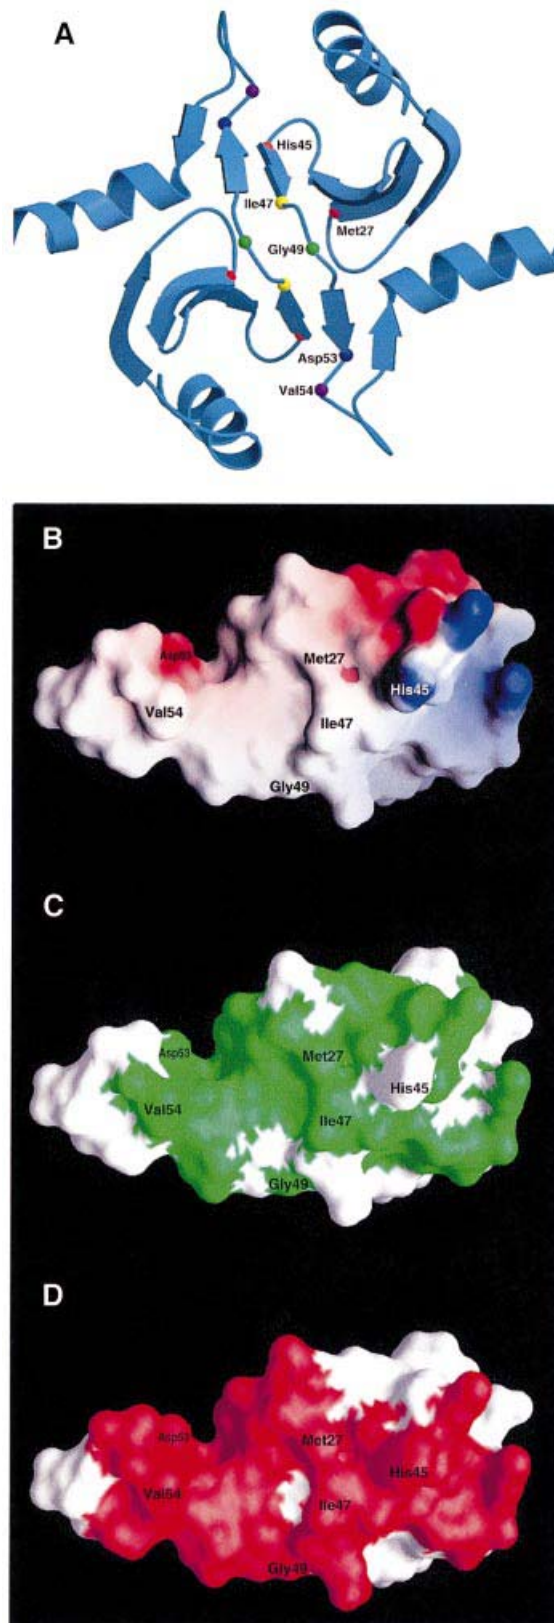 A
His45
Ile47
Met27
Gly49
Asp53
Val54
B
Asp53
Met27
His45
Val54
Ile47
Gly49
C
Asp53
Met27
His45
Val54
Ile47
Gly49
D
Asp53
Met27
His45
Val54
Ile47
Gly49